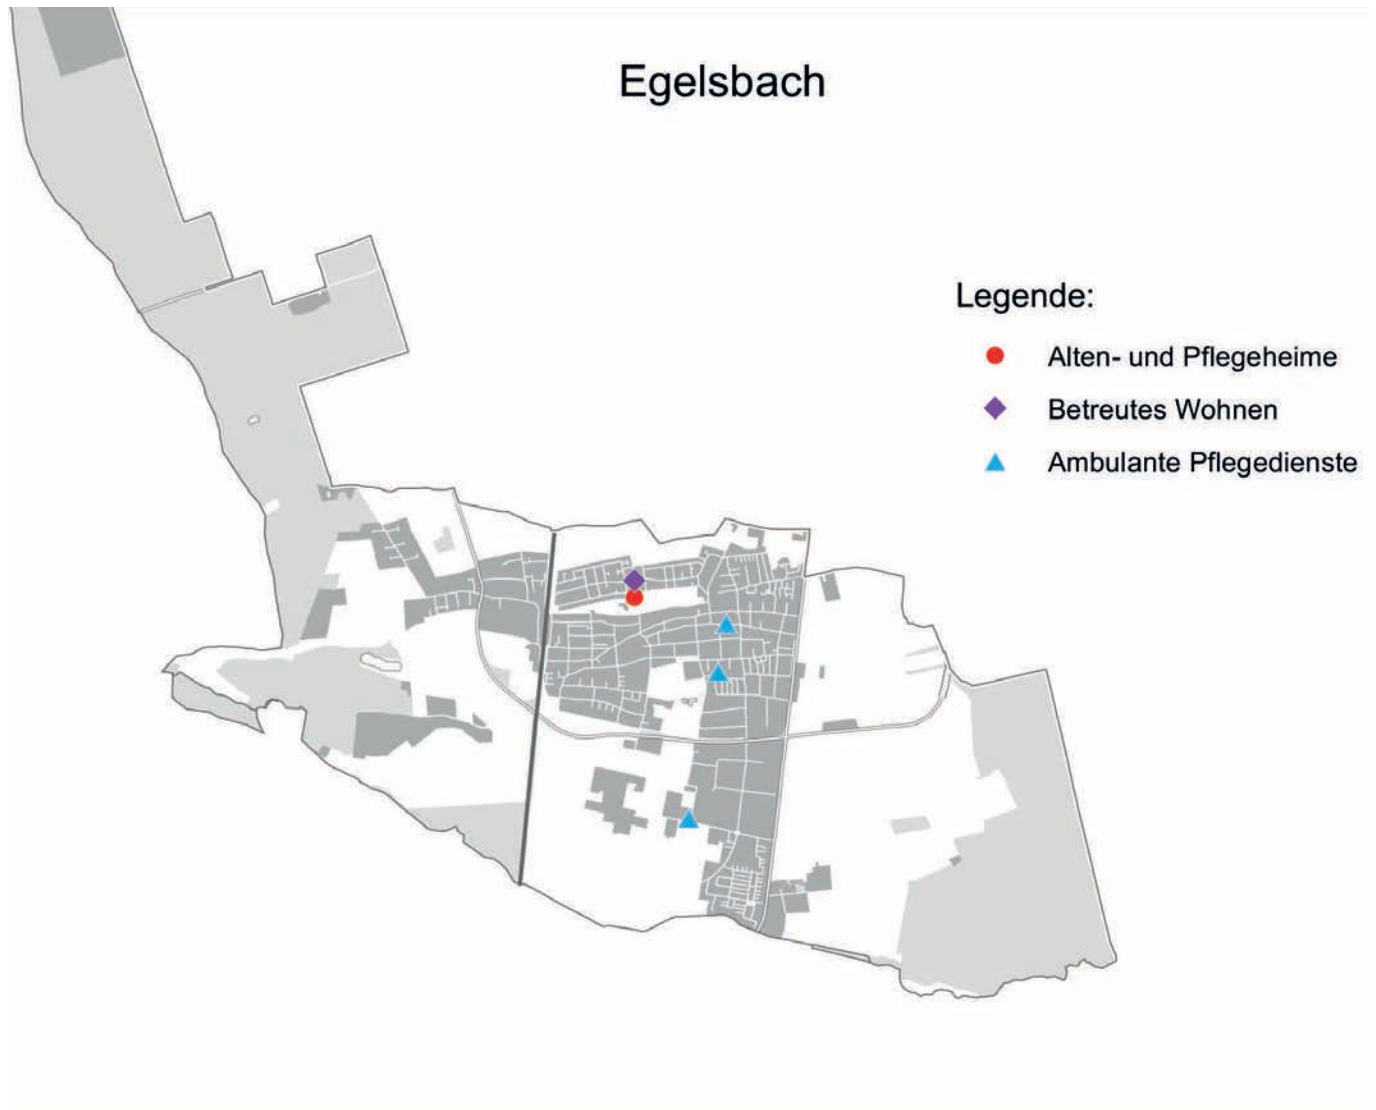 Egelsbach
Legende:
Alten- und Pflegeheime
Betreutes Wohnen
Ambulante Pflegedienste